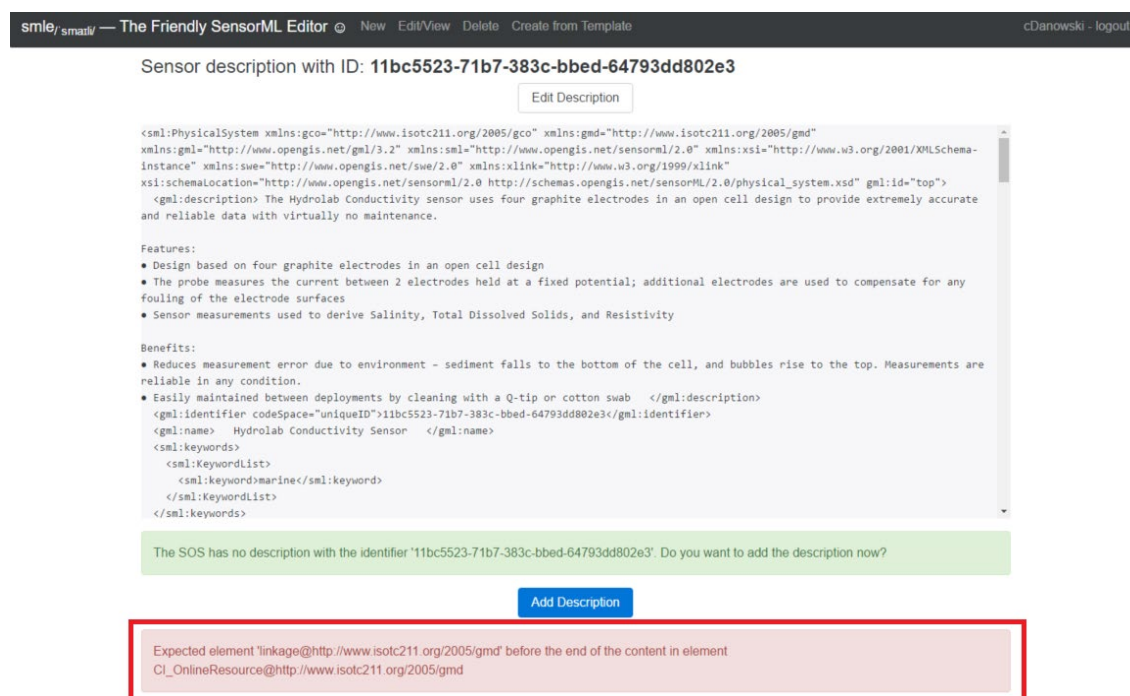 smle/ˈsmaɪli/ — The Friendly SensorML Editor ☺ New Edit/View Delete Create from Template cDanowski - logout
Sensor description with ID: 11bc5523-71b7-383c-bbed-64793dd802e3
Edit Description
<sml:PhysicalSystem xmlns:gco="http://www.isotc211.org/2005/gco" xmlns:gmd="http://www.isotc211.org/2005/gmd"
xmlns:gml="http://www.opengis.net/gml/3.2" xmlns:sml="http://www.opengis.net/sensorml/2.0" xmlns:xsi="http://www.w3.org/2001/XMLSchema-
instance" xmlns:swe="http://www.opengis.net/swe/2.0" xmlns:xlink="http://www.w3.org/1999/xlink"
xsi:schemaLocation="http://www.opengis.net/sensorml/2.0 http://schemas.opengis.net/sensorML/2.0/physical_system.xsd" gml:id="top">
<gml:description> The Hydrolab Conductivity sensor uses four graphite electrodes in an open cell design to provide extremely accurate
and reliable data with virtually no maintenance.
Features:
● Design based on four graphite electrodes in an open cell design
● The probe measures the current between 2 electrodes held at a fixed potential; additional electrodes are used to compensate for any
fouling of the electrode surfaces
● Sensor measurements used to derive Salinity, Total Dissolved Solids, and Resistivity
Benefits:
● Reduces measurement error due to environment – sediment falls to the bottom of the cell, and bubbles rise to the top. Measurements are
reliable in any condition.
● Easily maintained between deployments by cleaning with a Q-tip or cotton swab </gml:description>
<gml:identifier codeSpace="uniqueID">11bc5523-71b7-383c-bbed-64793dd802e3</gml:identifier>
<gml:name> Hydrolab Conductivity Sensor </gml:name>
<sml:keywords>
<sml:KeywordList>
<sml:keyword>marine</sml:keyword>
</sml:KeywordList>
</sml:keywords>
The SOS has no description with the identifier '11bc5523-71b7-383c-bbed-64793dd802e3'. Do you want to add the description now?
Add Description
Expected element 'linkage@http://www.isotc211.org/2005/gmd' before the end of the content in element
CI_OnlineResource@http://www.isotc211.org/2005/gmd